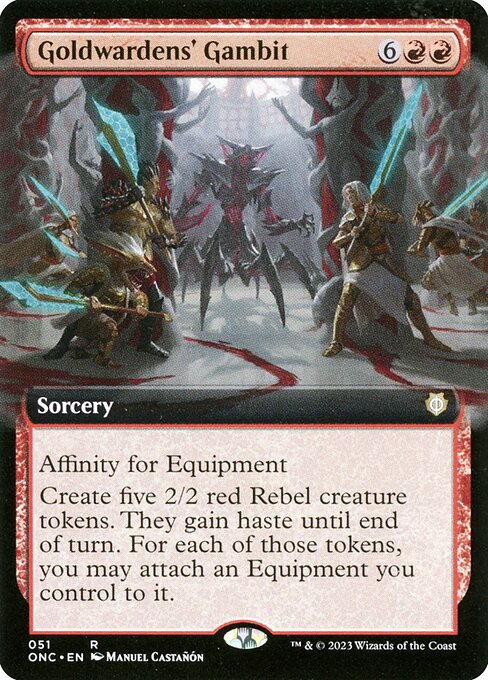 Goldwardens' Gambit 6
Sorcery
Affinity for Equipment
Create five 2/2 red Rebel creature
tokens. They gain haste until end
of turn. For each of those tokens,
you may attach an Equipment you
control to it.
051 R
ONC • EN Manuel Castañón
™ & © 2023 Wizards of the Coast